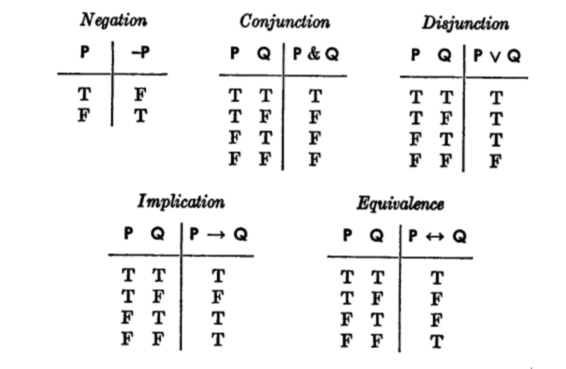 Negation Conjunction Disjunction
P –P P Q P & Q P Q P ∨ Q
T F T T T T T T
F T T F F T F T
F T F F T T
F F F F F F
Implication Equivalence
P Q P → Q P Q P ↔ Q
T T T T T T
T F F T F F
F T T F T F
F F T F F T